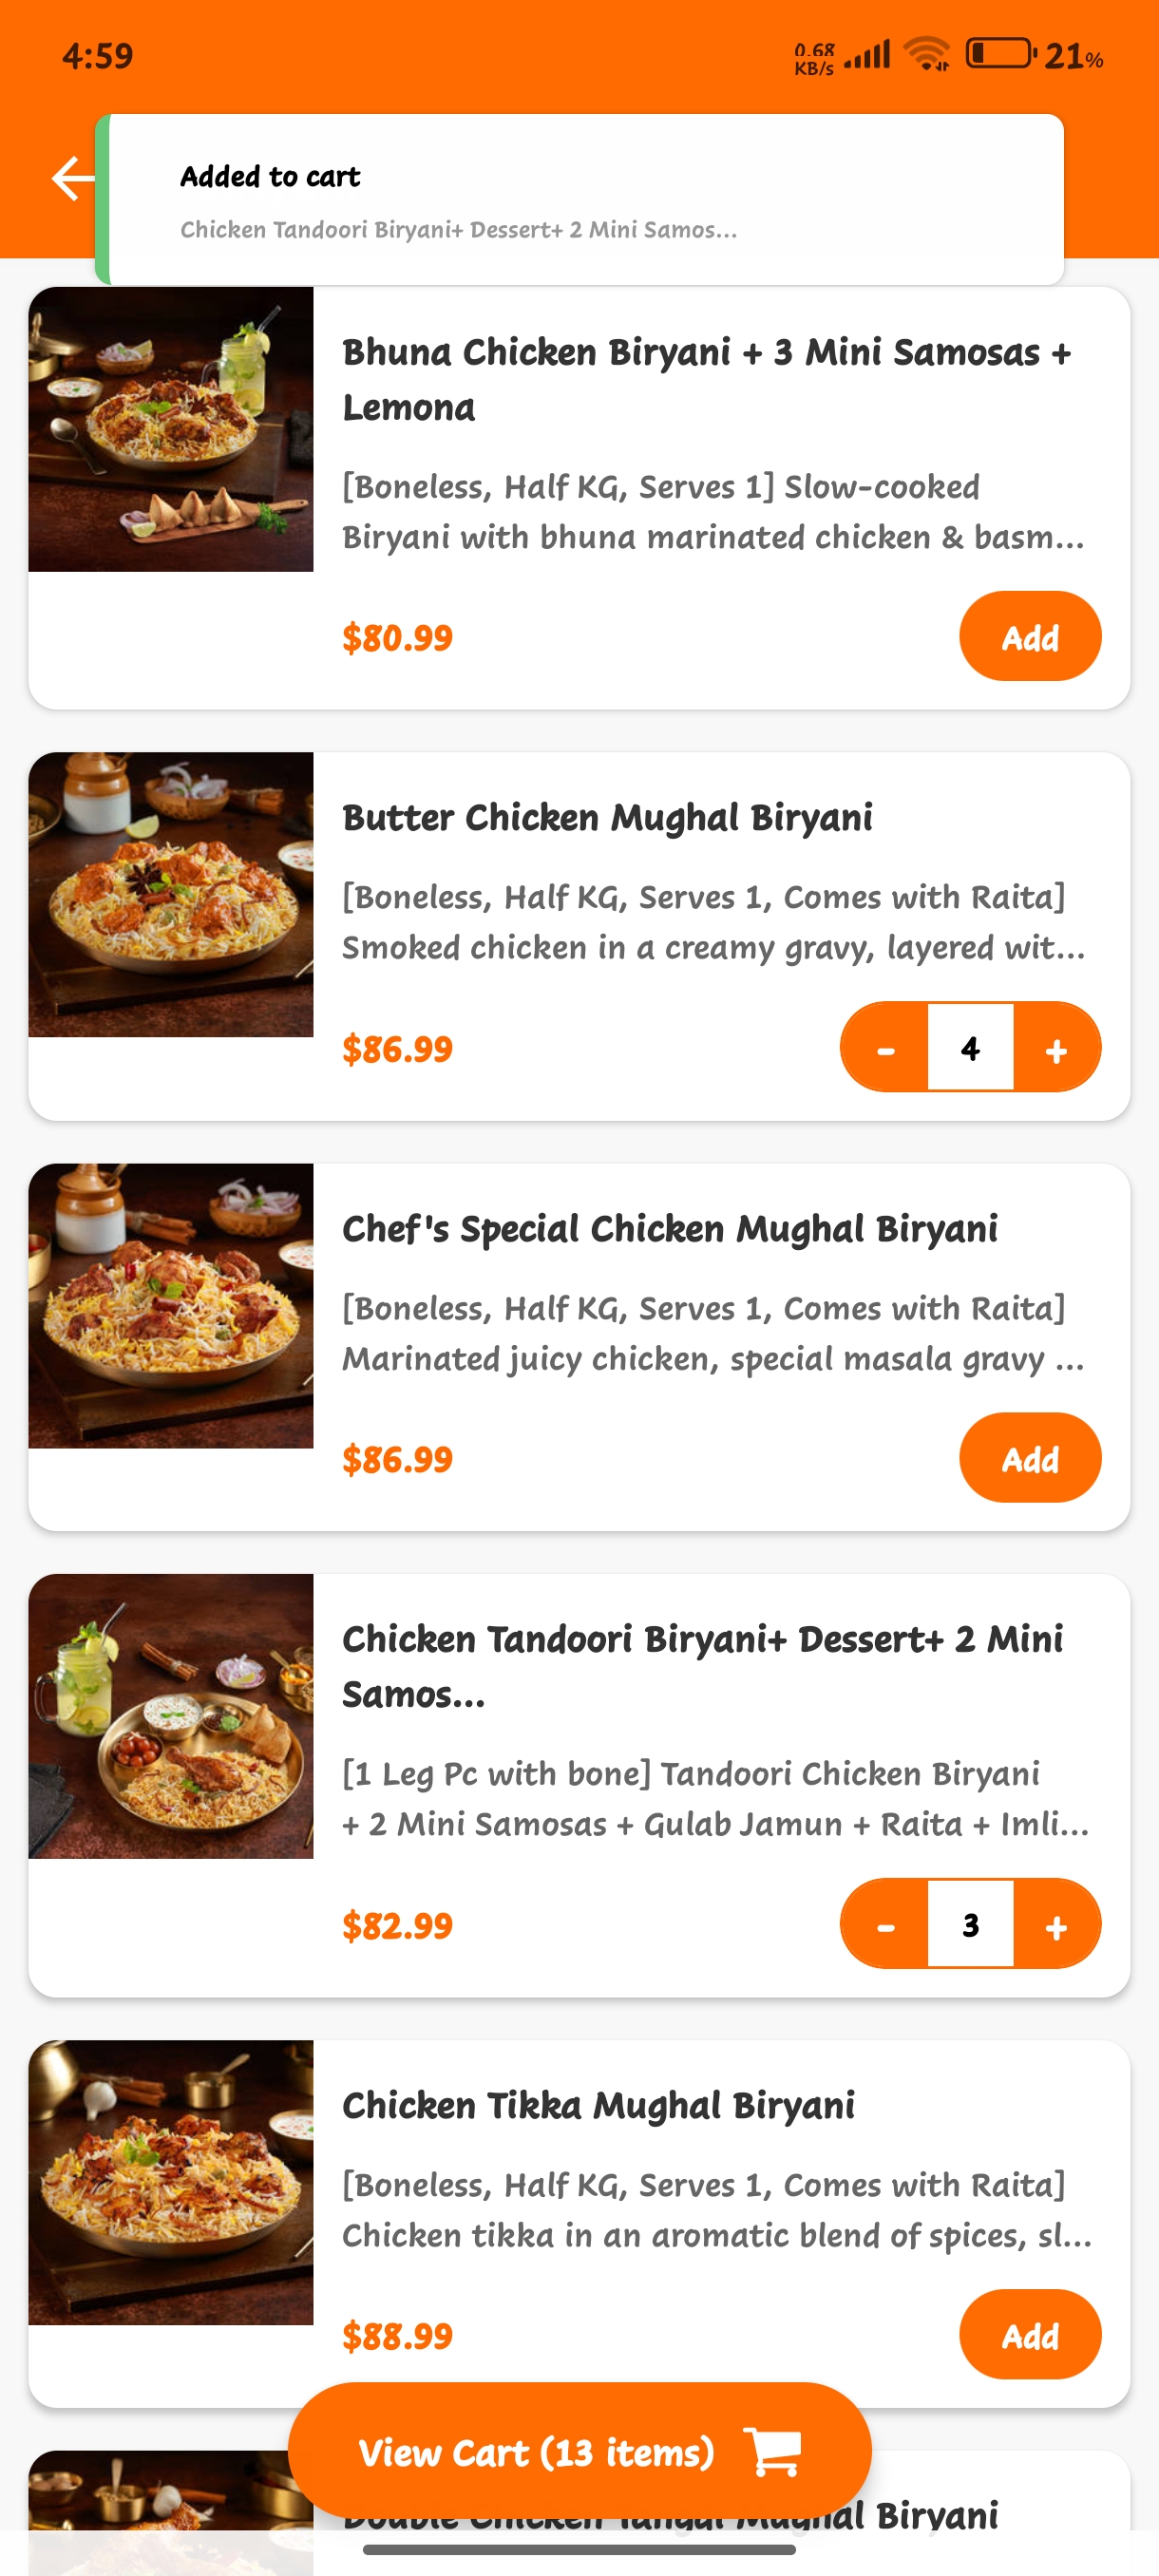 4:59
0.68
KB/s
21%
Added to cart
Chicken Tandoori Biryani+ Dessert+ 2 Mini Samos...
Bhuna Chicken Biryani + 3 Mini Samosas +
Lemona
[Boneless, Half KG, Serves 1] Slow-cooked
Biryani with bhuna marinated chicken & basm...
$80.99
Add
Butter Chicken Mughal Biryani
[Boneless, Half KG, Serves 1, Comes with Raita]
Smoked chicken in a creamy gravy, layered wit...
$86.99
- 4 +
Chef's Special Chicken Mughal Biryani
[Boneless, Half KG, Serves 1, Comes with Raita]
Marinated juicy chicken, special masala gravy ...
$86.99
Add
Chicken Tandoori Biryani+ Dessert+ 2 Mini
Samos...
[1 Leg Pc with bone] Tandoori Chicken Biryani
+ 2 Mini Samosas + Gulab Jamun + Raita + Imli...
$82.99
- 3 +
Chicken Tikka Mughal Biryani
[Boneless, Half KG, Serves 1, Comes with Raita]
Chicken tikka in an aromatic blend of spices, sl...
$88.99
Add
View Cart (13 items)
Double Chicken Tangdi Mughal Biryani